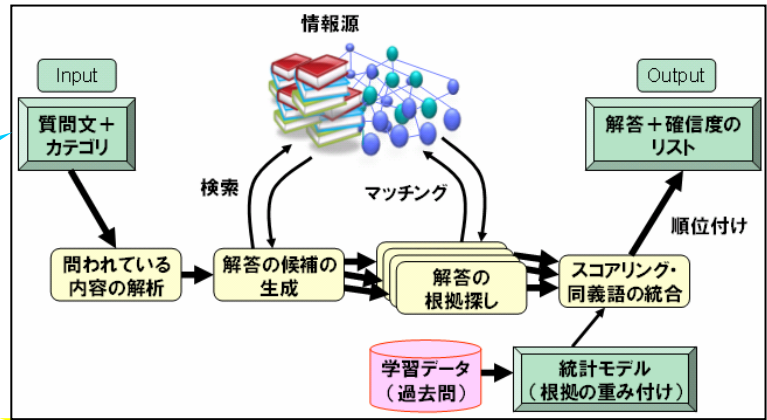 情報源
Input
Output
質問文+
カテゴリ
解答+確信度の
リスト
検索
マッチング
順位付け
問われている
内容の解析
解答の候補の
生成
解答の
根拠探し
スコアリング・
同義語の統合
学習データ
(過去問)
統計モデル
(根拠の重み付け)